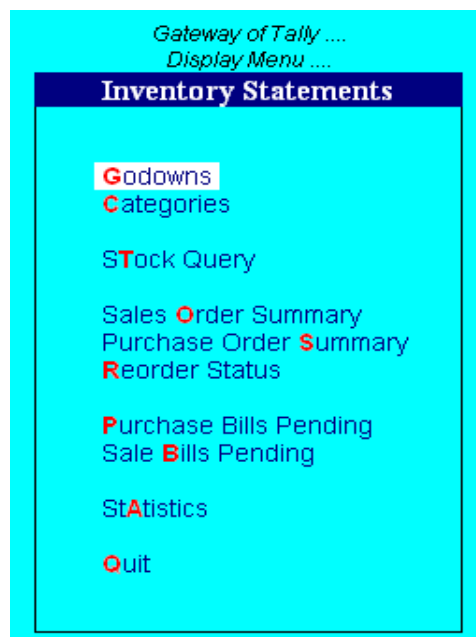 Gateway of Tally ....
Display Menu ....
Inventory Statements
Godowns
Categories
STock Query
Sales Order Summary
Purchase Order Summary
Reorder Status
Purchase Bills Pending
Sale Bills Pending
StAtistics
Quit